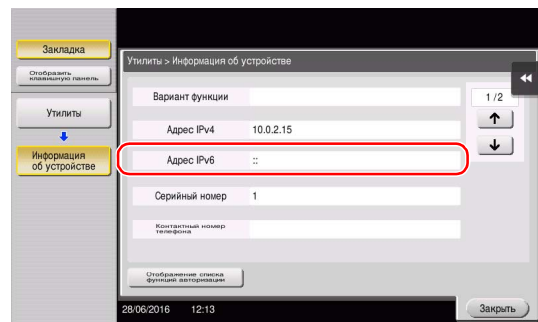 Закладка
Отобразить
клавишную панель
Утилиты
Информация
об устройстве
Утилиты > Информация об устройстве
Вариант функции
1 /2
Адрес IPv4 10.0.2.15
Адрес IPv6 ::
Серийный номер 1
Контактный номер
телефона
Отображение списка
функций авторизации
28/06/2016 12:13
Закрыть